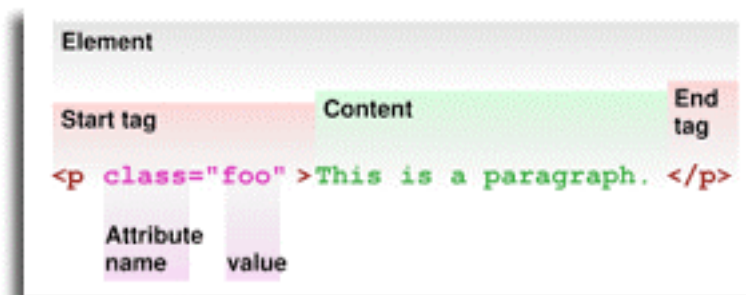 Element
Start tag
Content
End
tag
<p class="foo" >This is a paragraph. </p>
Attribute
name
value